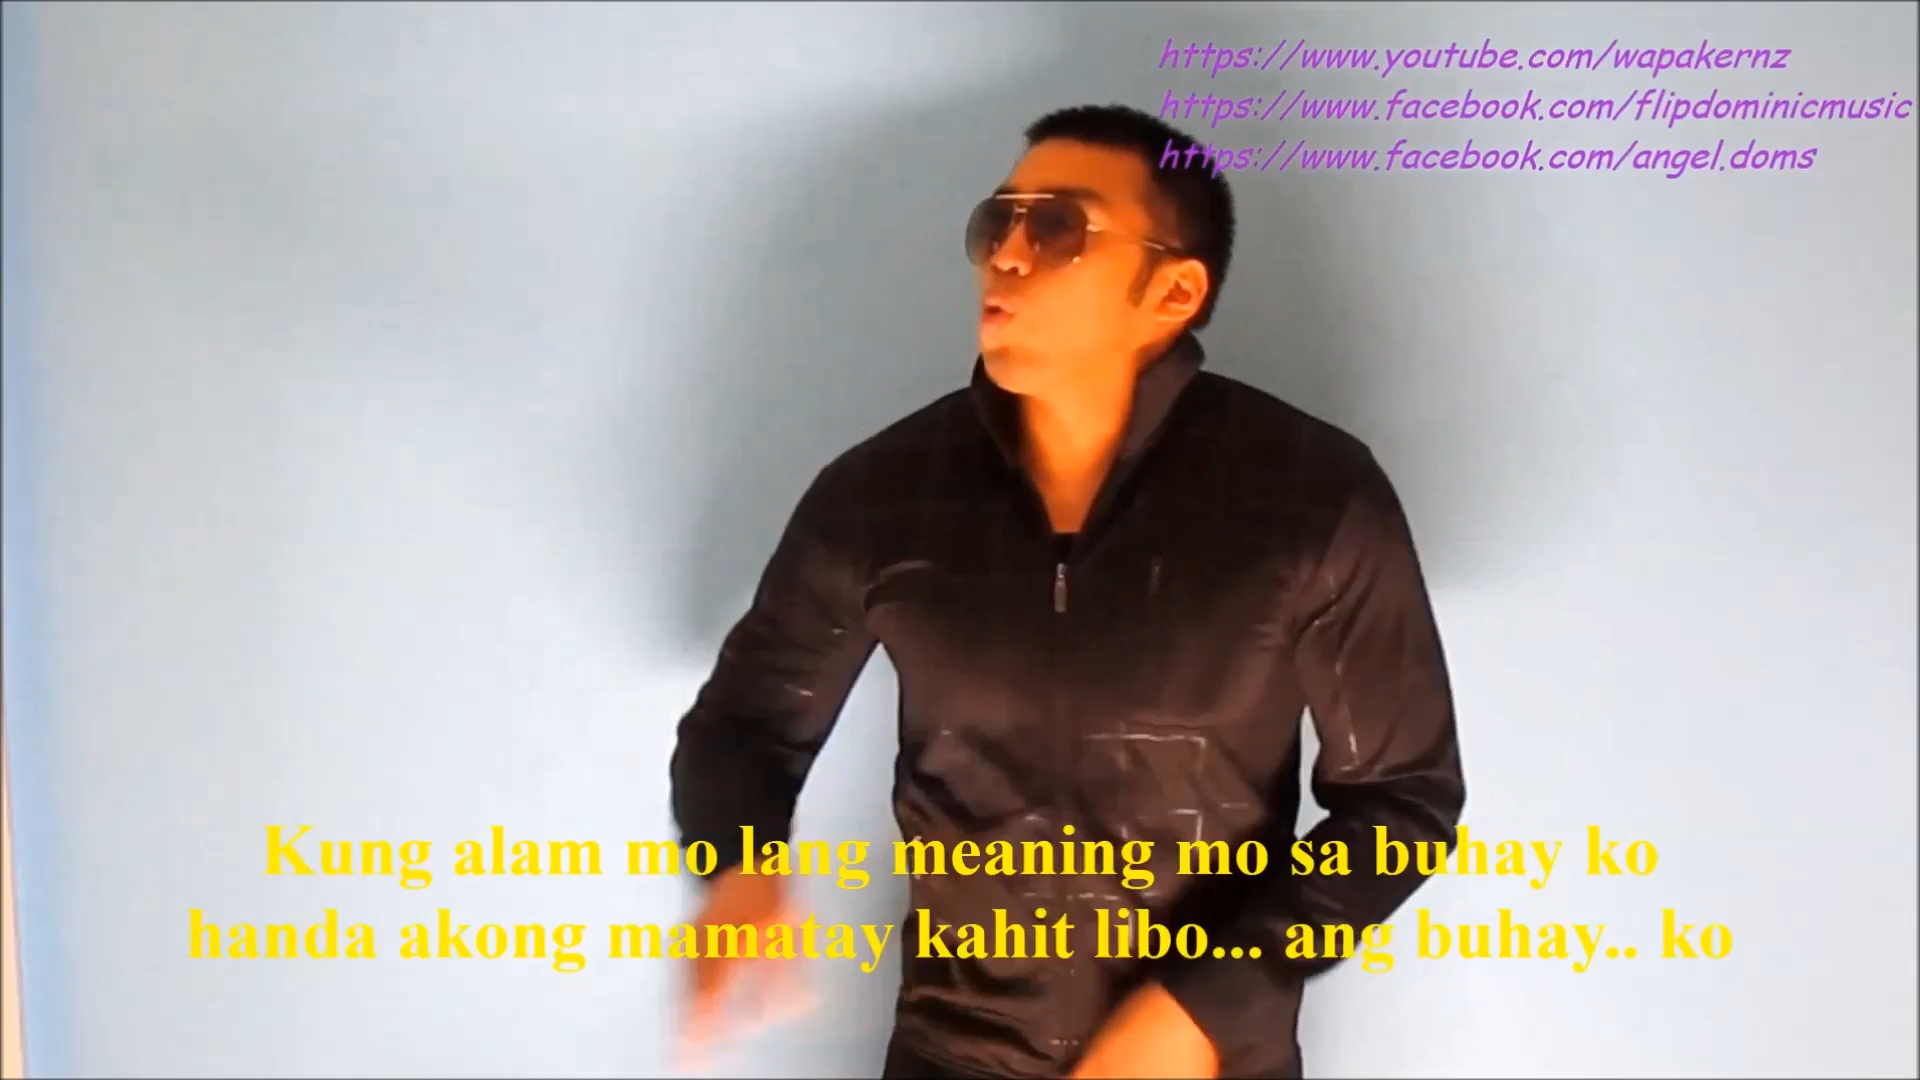 https://www.youtube.com/wapakernz
https://www.facebook.com/flipdominicmusic
https://www.facebook.com/angel.doms
Kung alam mo lang meaning mo sa buhay ko
handa akong mamatay kahit libo... ang buhay.. ko